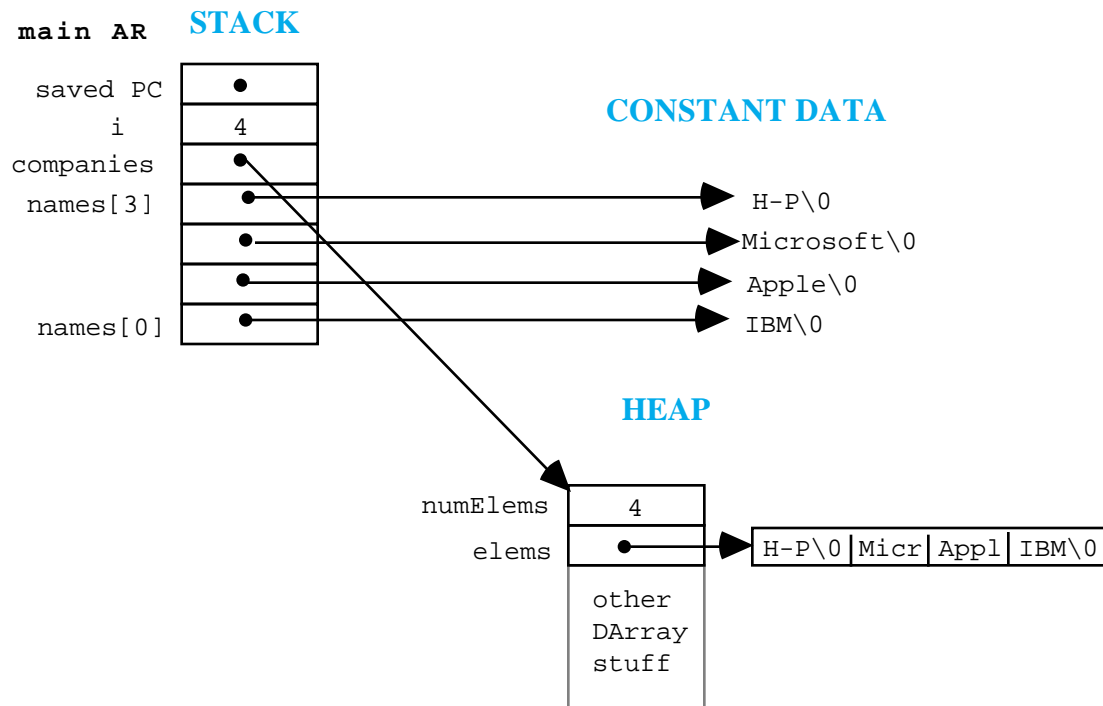 main AR STACK
saved PC
i 4
CONSTANT DATA
companies
names[3] H-P\0
Microsoft\0
Apple\0
names[0] IBM\0
HEAP
numElems 4
elems H-P\0 Micr Appl IBM\0
other
DArray
stuff